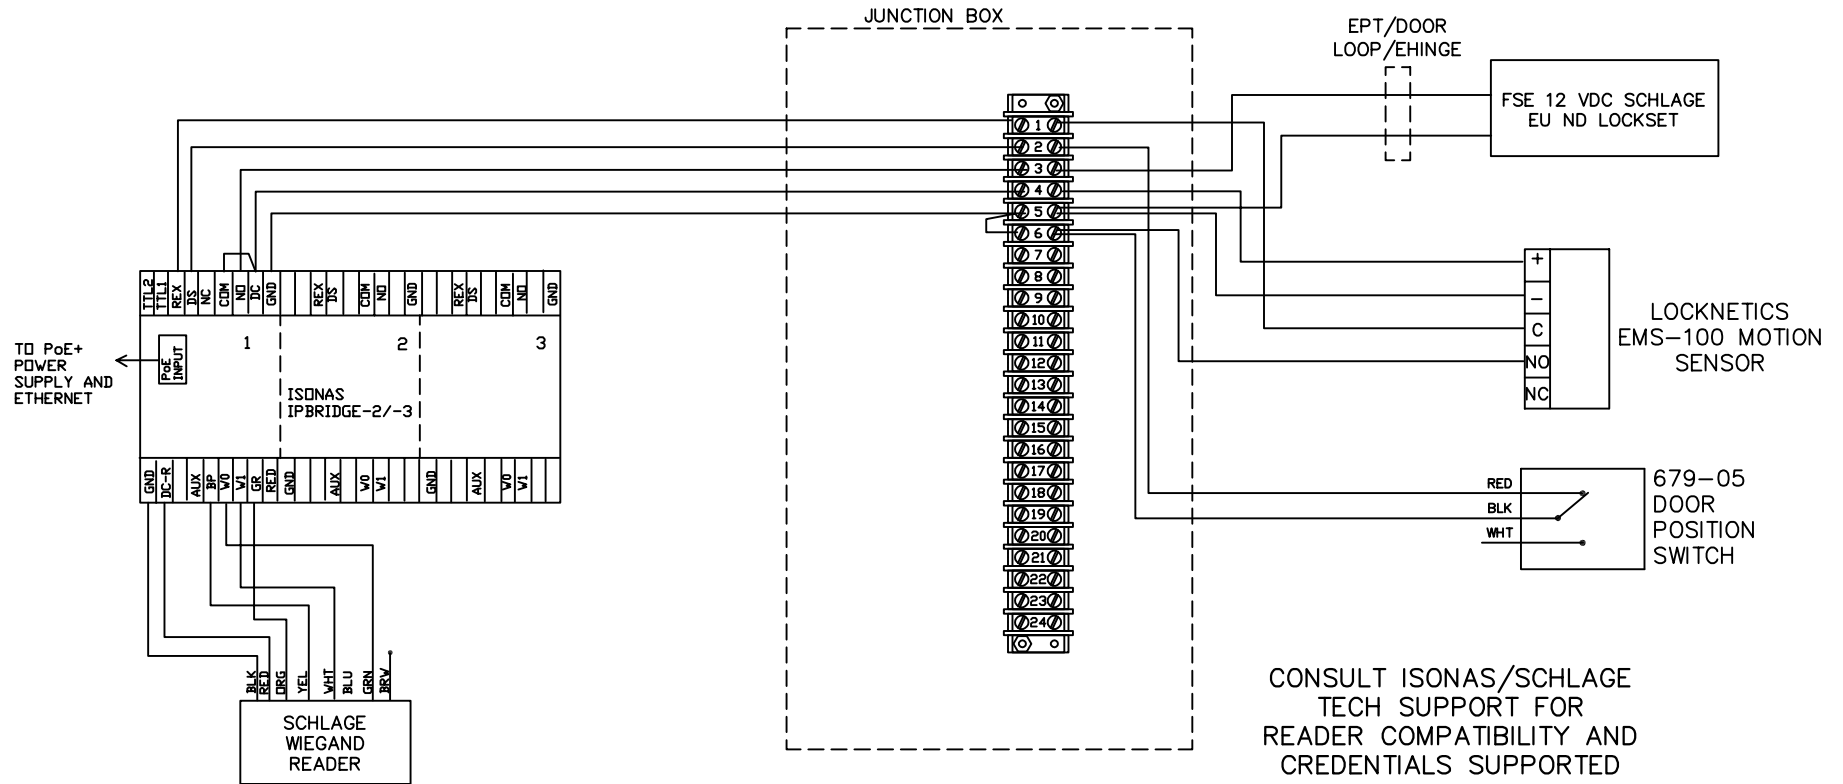 JUNCTION BOX
EPT/DOOR
LOOP/EHINGE
FSE 12 VDC SCHLAGE
EU ND LOCKSET
1
2
3
4
5
6
7
8
9
10
11
12
13
14
15
16
17
18
19
20
21
22
23
24
TTL2
TTL1
REX
DS
NC
COM
NO
DC
GND
REX
DS
COM
NO
GND
REX
DS
COM
NO
GND
1
2
3
TO PoE+
POWER
SUPPLY AND
ETHERNET
PoE
INPUT
ISONAS
IPBRIDGE-2/-3
GND
DC-R
AUX
BP
W0
W1
GR
RED
GND
AUX
W0
W1
GND
AUX
W0
W1
BLK
RED
ORG
YEL
WHT
BLU
GRN
BRW
SCHLAGE
WIEGAND
READER
+
-
C
NO
NC
LOCKNETICS
EMS-100 MOTION
SENSOR
RED
BLK
WHT
679-05
DOOR
POSITION
SWITCH
CONSULT ISONAS/SCHLAGE
TECH SUPPORT FOR
READER COMPATIBILITY AND
CREDENTIALS SUPPORTED